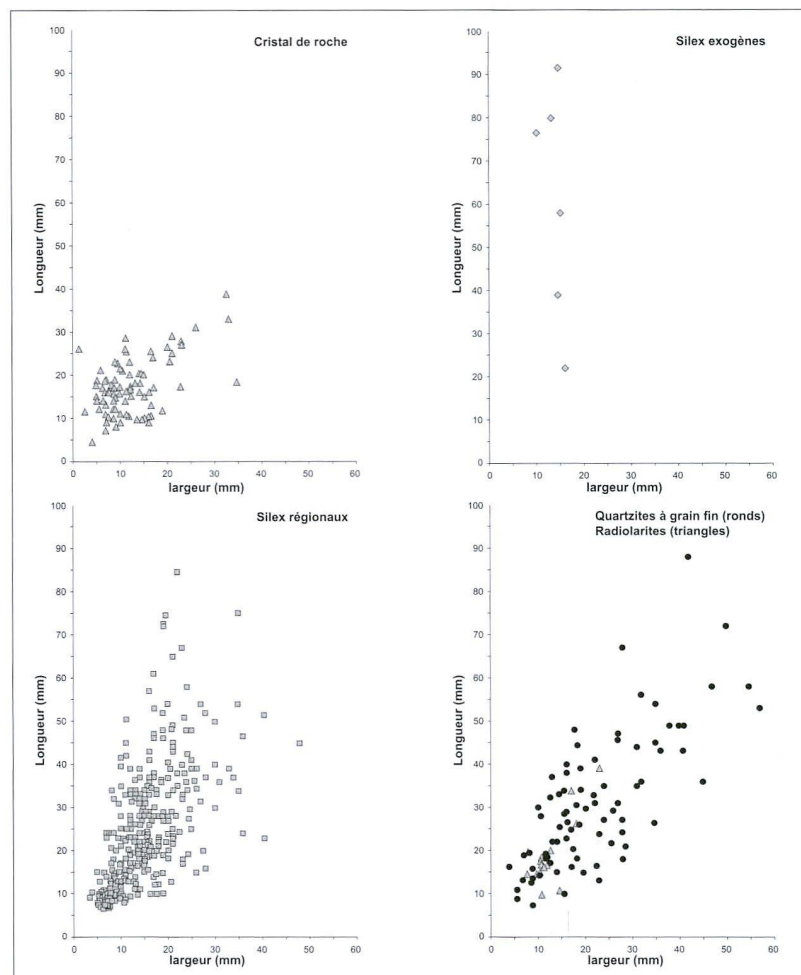 Cristal de roche
Longueur (mm)
100
90
80
70
60
50
40
30
20
10
0
0 10 20 30 40 50 60
largeur (mm)
Silex exogènes
Longueur (mm)
100
90
80
70
60
50
40
30
20
10
0
0 10 20 30 40 50 60
largeur (mm)
Silex régionaux
Longueur (mm)
100
90
80
70
60
50
40
30
20
10
0
0 10 20 30 40 50 60
largeur (mm)
Quartzites à grain fin (ronds)
Radiolarites (triangles)
Longueur (mm)
100
90
80
70
60
50
40
30
20
10
0
0 10 20 30 40 50 60
largeur (mm)